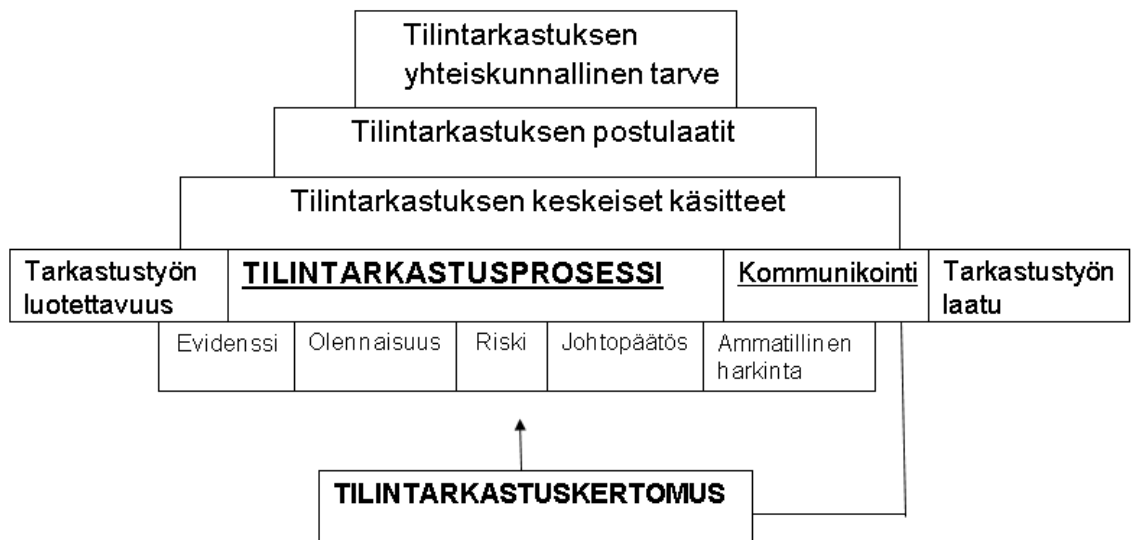 Tilintarkastuksen
yhteiskunnallinen tarve
Tilintarkastuksen postulaatit
Tilintarkastuksen keskeiset käsitteet
Tarkastustyön
luotettavuus
TILINTARKASTUSPROSESSI
Kommunikointi
Tarkastustyön
laatu
Evidenssi
Olennaisuus
Riski
Johtopäätös
Ammatillinen
harkinta
TILINTARKASTUSKERTOMUS